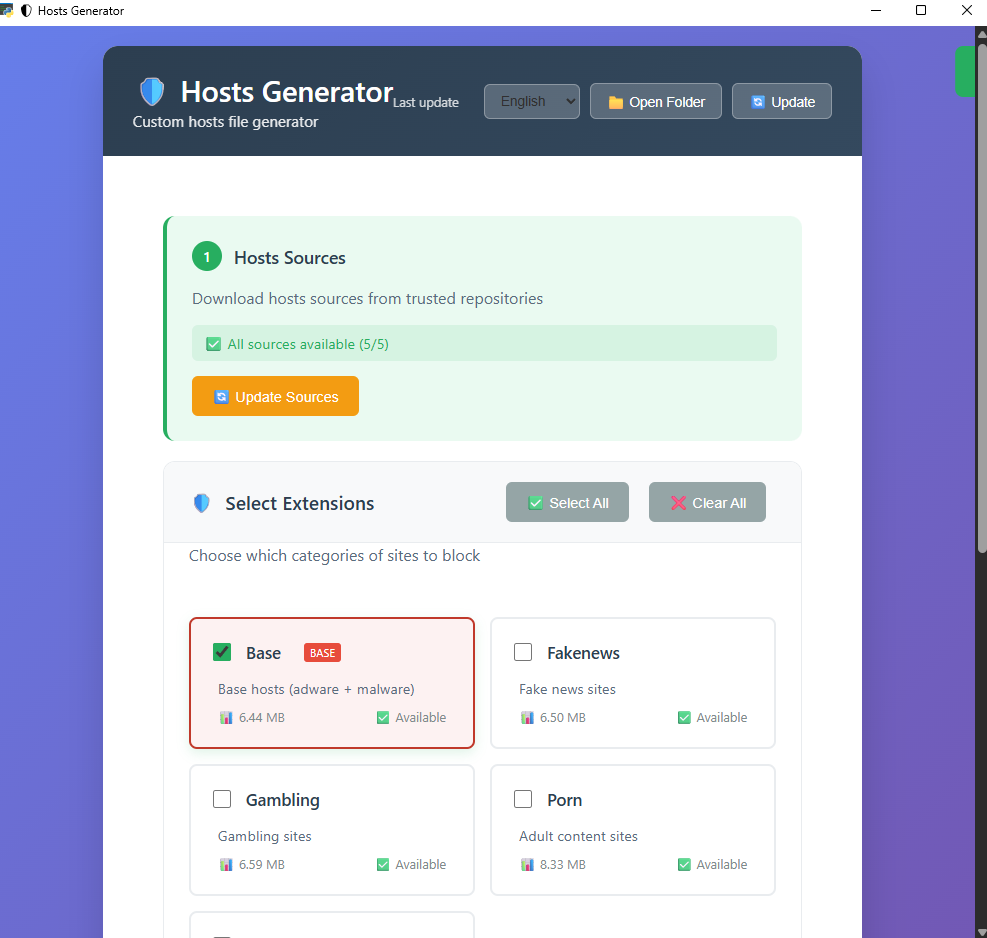 Hosts Generator
Hosts Generator
Last update
English
Open Folder
Update
Custom hosts file generator
1
Hosts Sources
Download hosts sources from trusted repositories
All sources available (5/5)
Update Sources
Select Extensions
Select All
Clear All
Choose which categories of sites to block
Base
BASE
Base hosts (adware + malware)
6.44 MB
Available
Fakenews
Fake news sites
6.50 MB
Available
Gambling
Gambling sites
6.59 MB
Available
Porn
Adult content sites
8.33 MB
Available